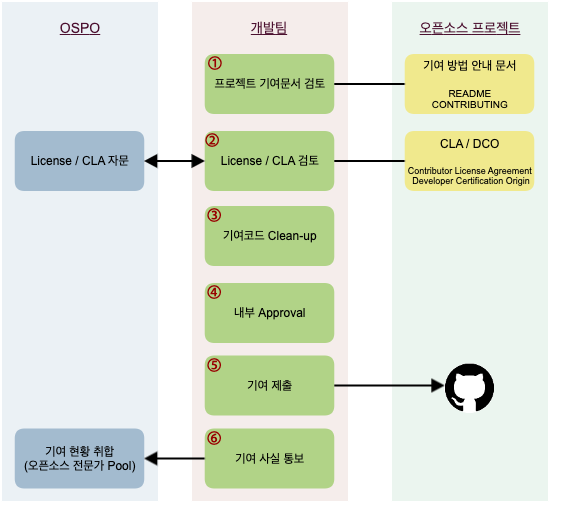 OSPO
개발팀
오픈소스 프로젝트
①
프로젝트 기여문서 검토
기여 방법 안내 문서
README
CONTRIBUTING
License / CLA 자문
②
License / CLA 검토
CLA / DCO
Contributor License Agreement
Developer Certification Origin
③
기여코드 Clean-up
④
내부 Approval
⑤
기여 제출
기여 현황 취합
(오픈소스 전문가 Pool)
⑥
기여 사실 통보